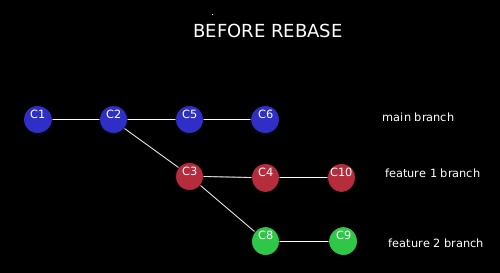 BEFORE REBASE
C1 C2 C5 C6 main branch
C3 C4 C10 feature 1 branch
C8 C9 feature 2 branch